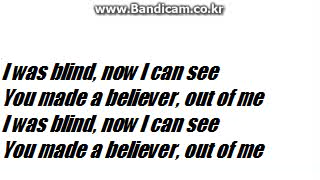 www.Bandicam.co.kr
I was blind, now I can see
You made a believer, out of me
I was blind, now I can see
You made a believer, out of me